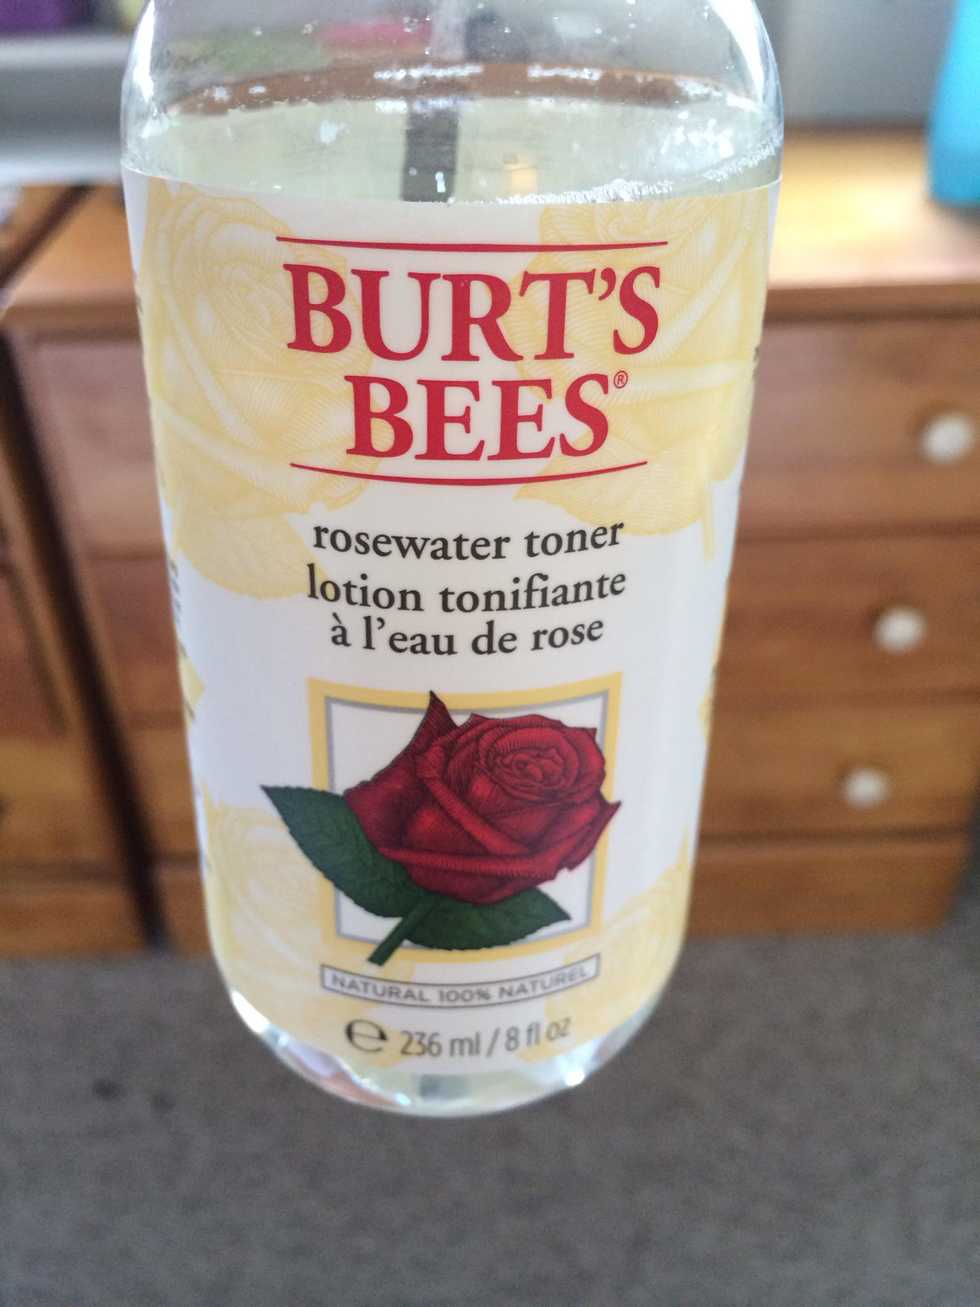 BURT'S
BEES®
rosewater toner
lotion tonifiante
à l'eau de rose
NATURAL 100% NATUREL
℮ 236 ml / 8 fl oz